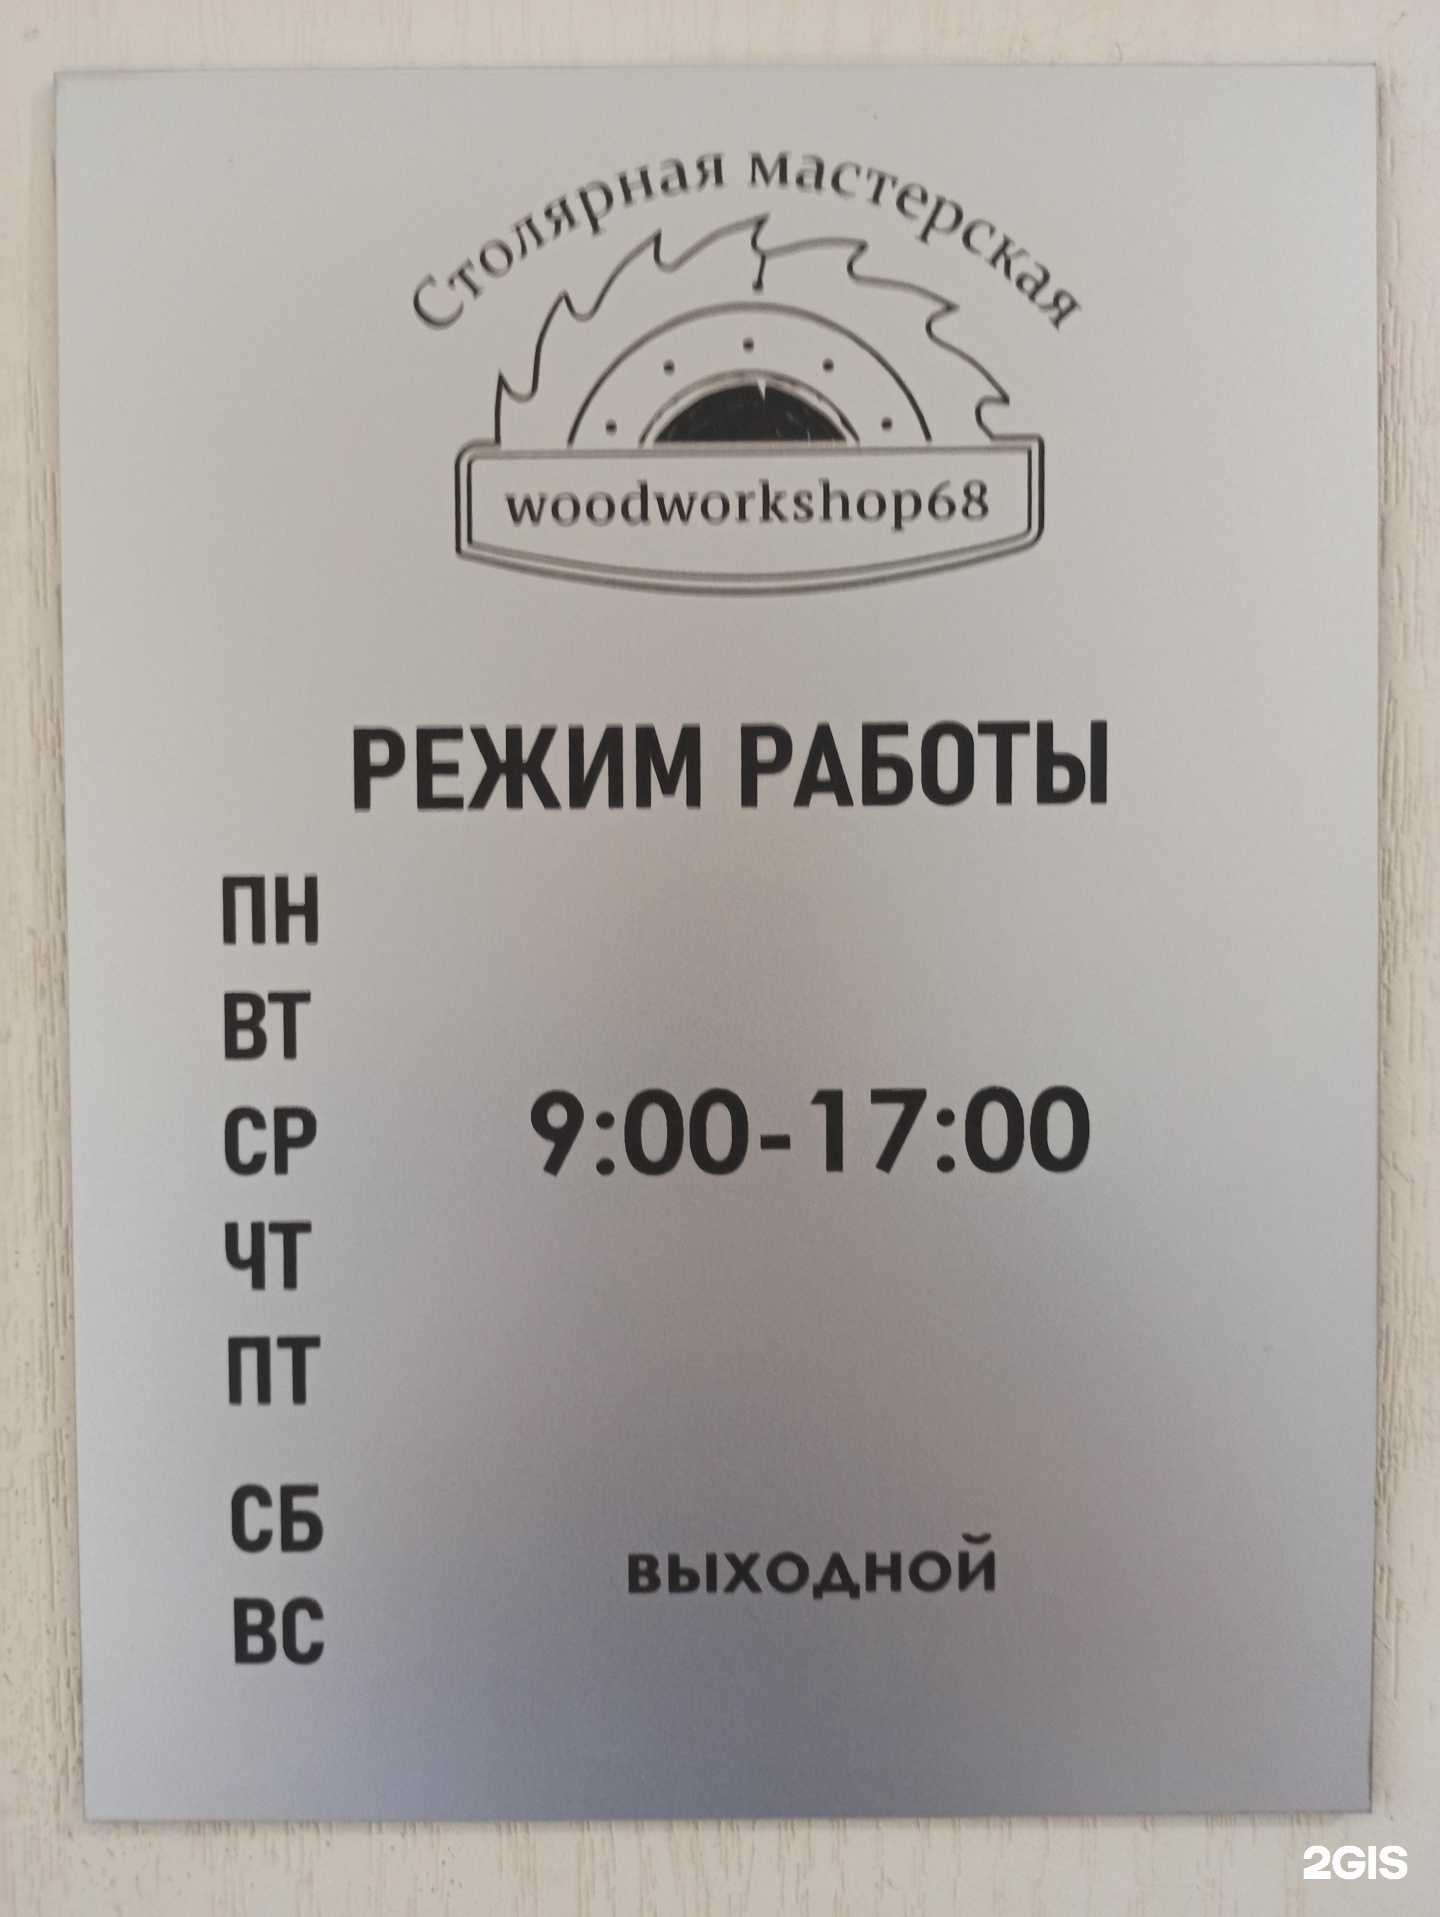 Столярная мастерская
woodworkshop68
РЕЖИМ РАБОТЫ
ПН
ВТ
СР 9:00-17:00
ЧТ
ПТ
СБ
выходной
ВС
2GIS